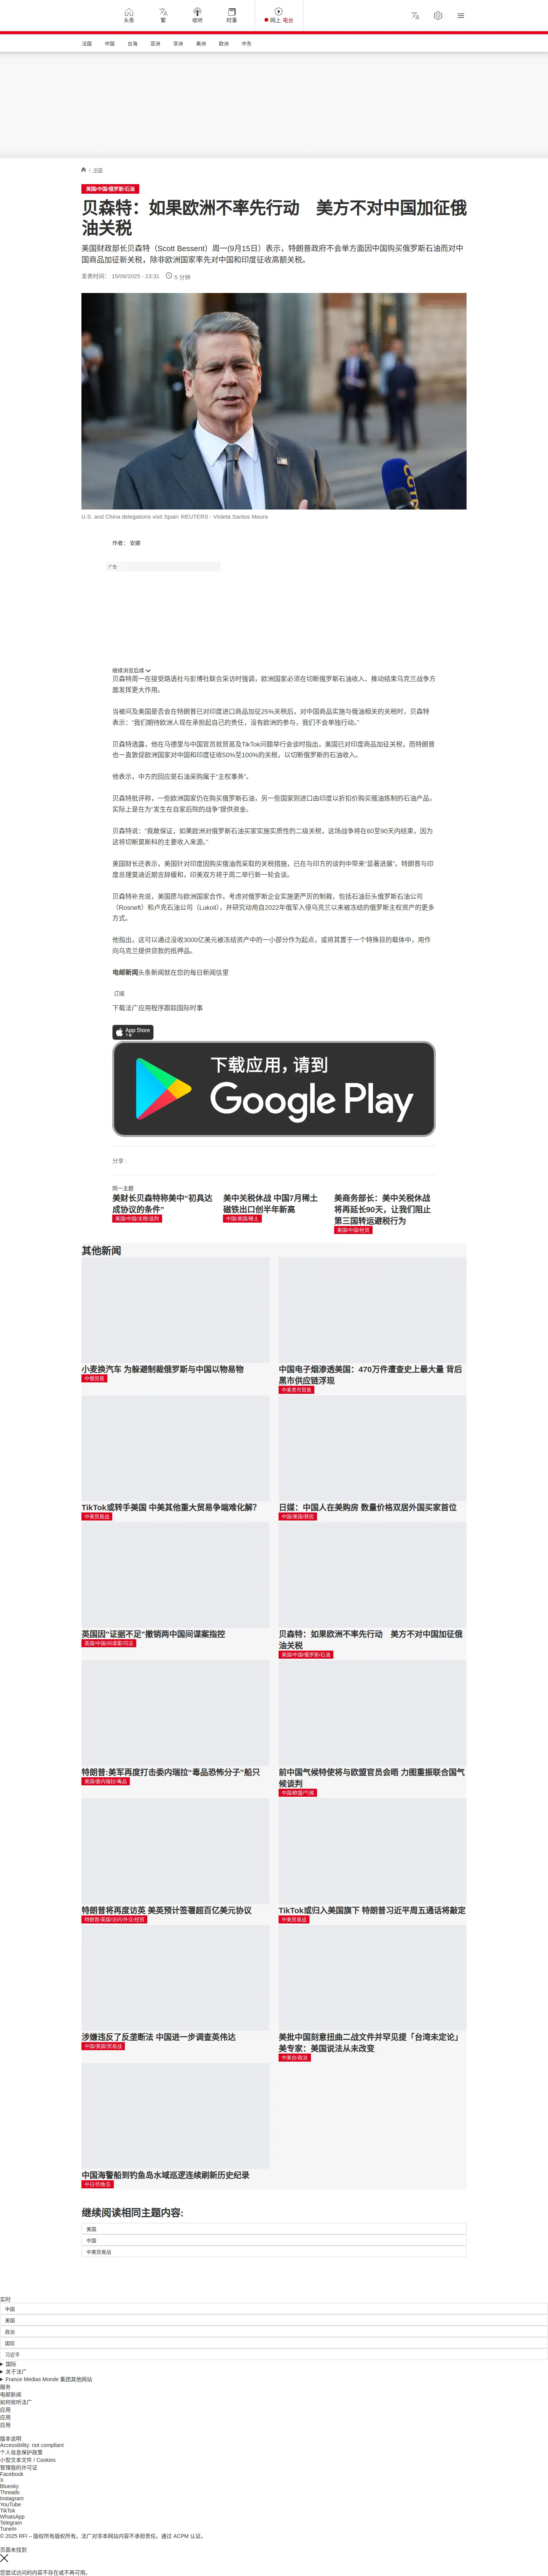 头条
繁
收听
时事
网上 电台
法国
中国
台海
亚洲
非洲
美洲
欧洲
中东
/ 中国
美国/中国/俄罗斯/石油
贝森特：如果欧洲不率先行动　美方不对中国加征俄
油关税
美国财政部长贝森特（Scott Bessent）周一(9月15日）表示，特朗普政府不会单方面因中国购买俄罗斯石油而对中
国商品加征新关税，除非欧洲国家率先对中国和印度征收高额关税。
发表时间： 15/09/2025 - 23:31
5 分钟
U.S. and China delegations visit Spain REUTERS - Violeta Santos Moura
作者： 安娜
广告
继续浏览后续
贝森特周一在接受路透社与彭博社联合采访时强调，欧洲国家必须在切断俄罗斯石油收入、推动结束乌克兰战争方
面发挥更大作用。
当被问及美国是否会在特朗普已对印度进口商品加征25%关税后，对中国商品实施与俄油相关的关税时，贝森特
表示：“我们期待欧洲人现在承担起自己的责任，没有欧洲的参与，我们不会单独行动。”
贝森特透露，他在马德里与中国官员就贸易及TikTok问题举行会谈时指出，美国已对印度商品加征关税，而特朗普
也一直敦促欧洲国家对中国和印度征收50%至100%的关税，以切断俄罗斯的石油收入。
他表示，中方的回应是石油采购属于“主权事务”。
贝森特批评称，一些欧洲国家仍在购买俄罗斯石油，另一些国家则进口由印度以折扣价购买俄油炼制的石油产品，
实际上是在为“发生在自家后院的战争”提供资金。
贝森特说：“我敢保证，如果欧洲对俄罗斯石油买家实施实质性的二级关税，这场战争将在60至90天内结束，因为
这将切断莫斯科的主要收入来源。”
美国财长还表示，美国针对印度因购买俄油而采取的关税措施，已在与印方的谈判中带来“显著进展”。特朗普与印
度总理莫迪近期言辞缓和，印美双方将于周二举行新一轮会谈。
贝森特补充说，美国愿与欧洲国家合作，考虑对俄罗斯企业实施更严厉的制裁，包括石油巨头俄罗斯石油公司
（Rosneft）和卢克石油公司（Lukoil），并研究动用自2022年俄军入侵乌克兰以来被冻结的俄罗斯主权资产的更多
方式。
他指出，这可以通过没收3000亿美元被冻结资产中的一小部分作为起点，或将其置于一个特殊目的载体中，用作
向乌克兰提供贷款的抵押品。
电邮新闻头条新闻就在您的每日新闻信里
订阅
下载法广应用程序跟踪国际时事
App Store
下载
下载应用，请到
Google Play
分享 :
同一主题
美财长贝森特称美中“初具达
成协议的条件”
美国/中国/关税/谈判
美中关税休战 中国7月稀土
磁铁出口创半年新高
中国/美国/稀土
美商务部长：美中关税休战
将再延长90天，让我们阻止
第三国转运避税行为
美国/中国/经贸
其他新闻
小麦换汽车 为躲避制裁俄罗斯与中国以物易物
中俄贸易
中国电子烟渗透美国：470万件遭查史上最大量 背后
黑市供应链浮现
中美黑市贸易
TikTok或转手美国 中美其他重大贸易争端难化解?
中美贸易战
日媒：中国人在美购房 数量价格双居外国买家首位
中国/美国/移民
英国因"证据不足"撤销两中国间谍案指控
英国/中国/间谍案/司法
贝森特：如果欧洲不率先行动　美方不对中国加征俄
油关税
美国/中国/俄罗斯/石油
特朗普:美军再度打击委内瑞拉“毒品恐怖分子”船只
美国/委内瑞拉/毒品
前中国气候特使将与欧盟官员会晤 力图重振联合国气
候谈判
中国/欧盟/气候
特朗普将再度访英 美英预计签署超百亿美元协议
特朗普/英国/访问/外交/经贸
TikTok或归入美国旗下 特朗普习近平周五通话将敲定
中美贸易战
涉嫌违反了反垄断法 中国进一步调查英伟达
中国/美国/贸易战
美批中国刻意扭曲二战文件并罕见提「台湾未定论」
美专家：美国说法从未改变
中美台/政治
中国海警船到钓鱼岛水域巡逻连续刷新历史纪录
中日/钓鱼岛
继续阅读相同主题内容:
美国
中国
中美贸易战
实时
中国
美国
政治
国际
习近平
国际
关于法广
France Médias Monde 集团其他网站
服务
电邮新闻
如何收听法广
应用
应用
应用
版本说明
Accessibility: not compliant
个人信息保护政策
小型文本文件 / Cookies
管理我的许可证
Facebook
X
Bluesky
Threads
Instagram
YouTube
TikTok
WhatsApp
Telegram
TuneIn
© 2025 RFI – 版权所有版权所有。法广对非本网站内容不承担责任。通过 ACPM 认证。
页面未找到
您尝试访问的内容不存在或不再可用。